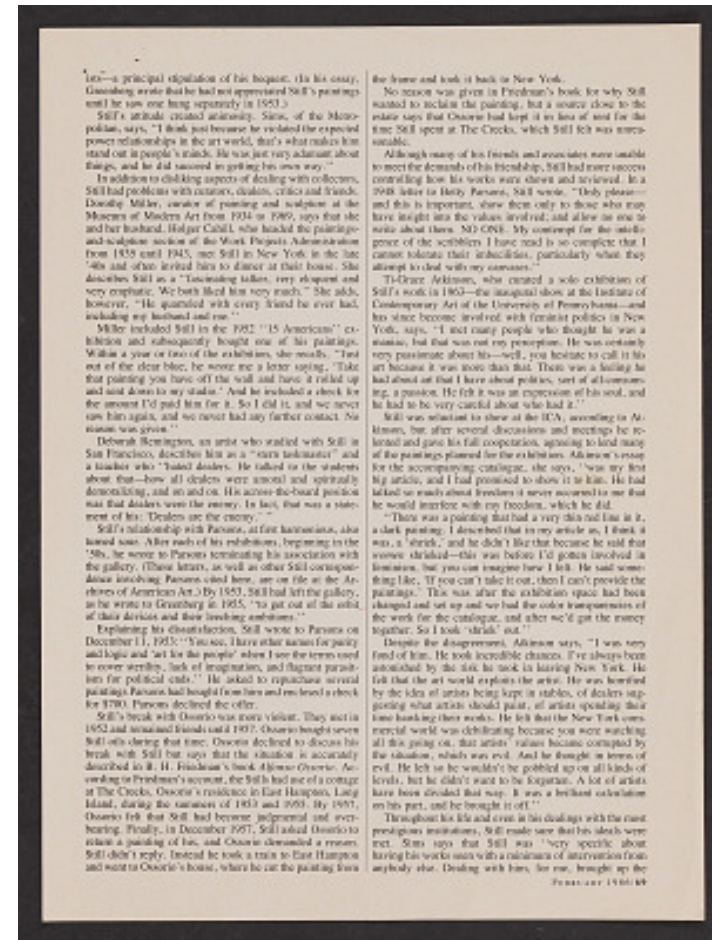 ists—a principal stipulation of his bequest. (In his essay,
Greenberg wrote that he had not appreciated Still's paintings
until he saw one hung separately in 1953.)
Still's attitude created animosity. Sims, of the Metro-
politan, says, "I think just because he violated the expected
power relationships in the art world, that's what makes him
stand out in people's minds. He was just very adamant about
things, and he did succeed in getting his own way."
In addition to disliking aspects of dealing with collectors,
Still had problems with curators, dealers, critics and friends.
Dorothy Miller, curator of painting and sculpture at the
Museum of Modern Art from 1934 to 1969, says that she
and her husband, Holger Cahill, who headed the painting-
and-sculpture section of the Work Projects Administration
from 1935 until 1943, met Still in New York in the late
'40s and often invited him to dinner at their house. She
describes Still as a "fascinating talker, very eloquent and
very emphatic. We both liked him very much." She adds,
however, "He quarreled with every friend he ever had,
including my husband and me."
Miller included Still in the 1952 "15 Americans" ex-
hibition and subsequently bought one of his paintings.
Within a year or two of the exhibition, she recalls, "Just
out of the clear blue, he wrote me a letter saying, 'Take
that painting you have off the wall and have it rolled up
and sent down to my studio.' And he included a check for
the amount I'd paid him for it. So I did it, and we never
saw him again, and we never had any further contact. No
reason was given."
Deborah Remington, an artist who studied with Still in
San Francisco, describes him as a "stern taskmaster" and
a teacher who "hated dealers. He talked to the students
about that—how all dealers were amoral and spiritually
demoralizing, and on and on. His across-the-board position
was that dealers were the enemy. In fact, that was a state-
ment of his: 'Dealers are the enemy.' "
Still's relationship with Parsons, at first harmonious, also
turned sour. After each of his exhibitions, beginning in the
'50s, he wrote to Parsons terminating his association with
the gallery. (These letters, as well as other Still correspon-
dence involving Parsons cited here, are on file at the Ar-
chives of American Art.) By 1953, Still had left the gallery,
as he wrote to Greenberg in 1955, "to get out of the orbit
of their devices and their leeching ambitions."
Explaining his dissatisfaction, Still wrote to Parsons on
December 11, 1953: "You see, I have other names for purity
and logic and 'art for the people' when I see the terms used
to cover sterility, lack of imagination, and flagrant parasit-
ism for political ends." He asked to repurchase several
paintings Parsons had bought from him and enclosed a check
for $700. Parsons declined the offer.
Still's break with Ossorio was more violent. They met in
1952 and remained friends until 1957. Ossorio bought seven
Still oils during that time. Ossorio declined to discuss his
break with Still but says that the situation is accurately
described in B. H. Friedman's book Alfonso Ossorio. Ac-
cording to Friedman's account, the Stills had use of a cottage
at The Creeks, Ossorio's residence in East Hampton, Long
Island, during the summers of 1953 and 1955. By 1957,
Ossorio felt that Still had become judgmental and over-
bearing. Finally, in December 1957, Still asked Ossorio to
return a painting of his, and Ossorio demanded a reason.
Still didn't reply. Instead he took a train to East Hampton
and went to Ossorio's house, where he cut the painting from
the frame and took it back to New York.
No reason was given in Friedman's book for why Still
wanted to reclaim the painting, but a source close to the
estate says that Ossorio had kept it in lieu of rent for the
time Still spent at The Creeks, which Still felt was unrea-
sonable.
Although many of his friends and associates were unable
to meet the demands of his friendship, Still had more success
controlling how his works were shown and reviewed. In a
1948 letter to Betty Parsons, Still wrote, "Only please—
and this is important, show them only to those who may
have insight into the values involved; and allow no one to
write about them. NO ONE. My contempt for the intelli-
gence of the scribblers I have read is so complete that I
cannot tolerate their imbecilities, particularly when they
attempt to deal with my canvases."
Ti-Grace Atkinson, who curated a solo exhibition of
Still's work in 1963—the inaugural show at the Institute of
Contemporary Art of the University of Pennsylvania—and
has since become involved with feminist politics in New
York, says, "I met many people who thought he was a
maniac, but that was not my perception. He was certainly
very passionate about his—well, you hesitate to call it his
art because it was more than that. There was a feeling he
had about art that I have about politics, sort of all-consum-
ing, a passion. He felt it was an expression of his soul, and
he had to be very careful about who had it."
Still was reluctant to show at the ICA, according to At-
kinson, but after several discussions and meetings he re-
lented and gave his full cooperation, agreeing to lend many
of the paintings planned for the exhibition. Atkinson's essay
for the accompanying catalogue, she says, "was my first
big article, and I had promised to show it to him. He had
talked so much about freedom it never occurred to me that
he would interfere with my freedom, which he did.
"There was a painting that had a very thin red line in it,
a dark painting. I described that in my article as, I think it
was, a 'shriek,' and he didn't like that because he said that
women shrieked—this was before I'd gotten involved in
feminism, but you can imagine how I felt. He said some-
thing like, 'If you can't take it out, then I can't provide the
paintings.' This was after the exhibition space had been
changed and set up and we had the color transparencies of
the work for the catalogue, and after we'd got the money
together. So I took 'shriek' out."
Despite the disagreement, Atkinson says, "I was very
fond of him. He took incredible chances. I've always been
astonished by the risk he took in leaving New York. He
felt that the art world exploits the artist. He was horrified
by the idea of artists being kept in stables, of dealers sug-
gesting what artists should paint, of artists spending their
time hawking their works. He felt that the New York com-
mercial world was debilitating because you were watching
all this going on, that artists' values became corrupted by
the situation, which was evil. And he thought in terms of
evil. He left so he wouldn't be gobbled up on all kinds of
levels, but he didn't want to be forgotten. A lot of artists
have been divided that way. It was a brilliant calculation
on his part, and he brought it off."
Throughout his life and even in his dealings with the most
prestigious institutions, Still made sure that his ideals were
met. Sims says that Still was "very specific about
having his works seen with a minimum of intervention from
anybody else. Dealing with him, for me, brought up the
FEBRUARY 1986/69